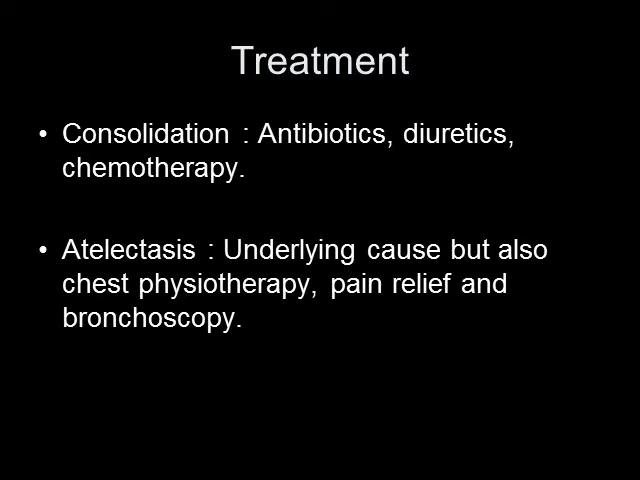 Treatment
• Consolidation : Antibiotics, diuretics,
chemotherapy.
• Atelectasis : Underlying cause but also
chest physiotherapy, pain relief and
bronchoscopy.